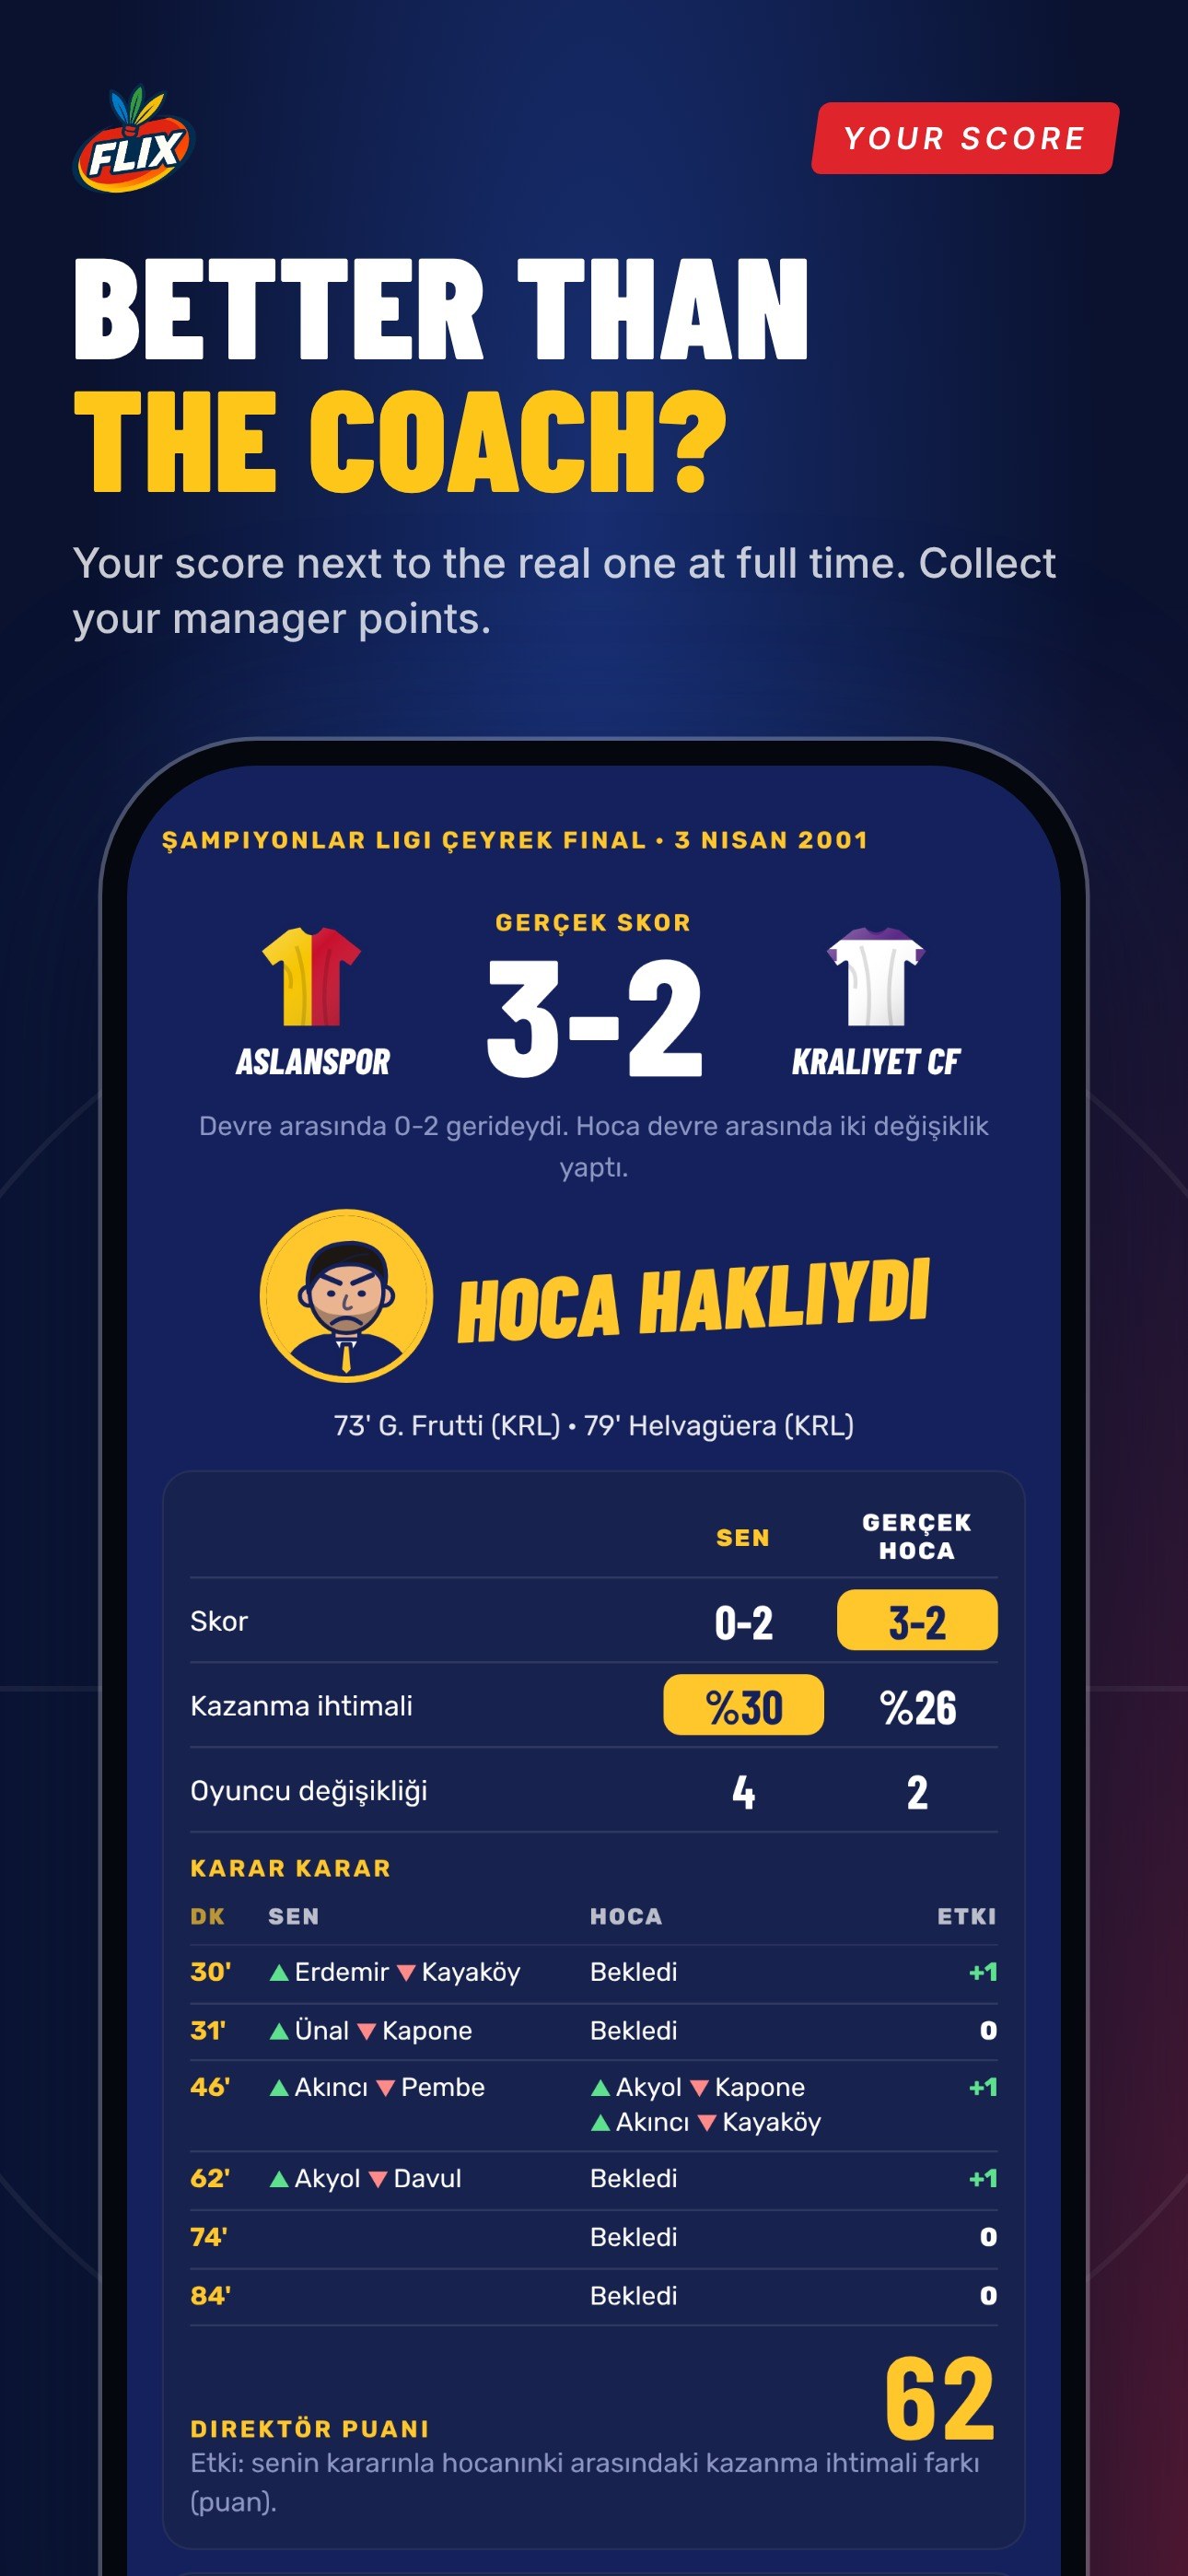 FLIX
YOUR SCORE
BETTER THAN
THE COACH?
Your score next to the real one at full time. Collect
your manager points.
ŞAMPIYONLAR LIGI ÇEYREK FINAL • 3 NISAN 2001
GERÇEK SKOR
3-2
ASLANSPOR
KRALIYET CF
Devre arasında 0-2 gerideydi. Hoca devre arasında iki değişiklik
yaptı.
HOCA HAKLIYDI
73' G. Frutti (KRL) • 79' Helvagüera (KRL)
SEN GERÇEK
HOCA
Skor 0-2 3-2
Kazanma ihtimali %30 %26
Oyuncu değişikliği 4 2
KARAR KARAR
DK SEN HOCA ETKI
30' ▲ Erdemir ▼ Kayaköy Bekledi +1
31' ▲ Ünal ▼ Kapone Bekledi 0
46' ▲ Akıncı ▼ Pembe ▲ Akyol ▼ Kapone +1
▲ Akıncı ▼ Kayaköy
62' ▲ Akyol ▼ Davul Bekledi +1
74' Bekledi 0
84' Bekledi 0
DIREKTÖR PUANI 62
Etki: senin kararınla hocanınki arasındaki kazanma ihtimali farkı
(puan).